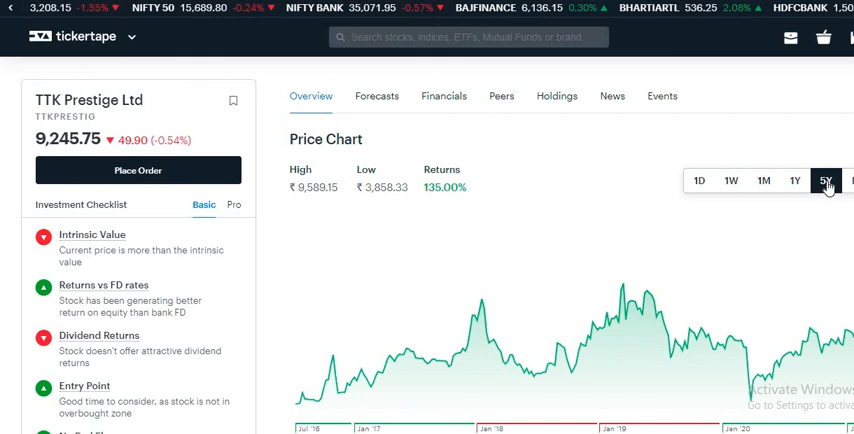 3,208.15 -1.55% ▼ NIFTY 50 15,689.80 -0.24% ▼ NIFTY BANK 35,071.95 -0.57% ▼ BAJFINANCE 6,136.15 0.30% ▲ BHARTIARTL 536.25 2.08% ▲ HDFCBANK 1,50
tickertape
Search stocks, indices, ETFs, Mutual Funds or brand
TTK Prestige Ltd
TTKPRESTIG
9,245.75 ▼ 49.90 (-0.54%)
Place Order
Investment Checklist Basic Pro
Intrinsic Value
Current price is more than the intrinsic
value
Returns vs FD rates
Stock has been generating better
return on equity than bank FD
Dividend Returns
Stock doesn't offer attractive dividend
returns
Entry Point
Good time to consider, as stock is not in
overbought zone
Overview Forecasts Financials Peers Holdings News Events
Price Chart
High Low Returns
₹ 9,589.15 ₹ 3,858.33 135.00%
1D 1W 1M 1Y 5Y
Jul '16 Jan '17 Jan '18 Jan '19 Jan '20
Activate Windows
Go to Settings to activa